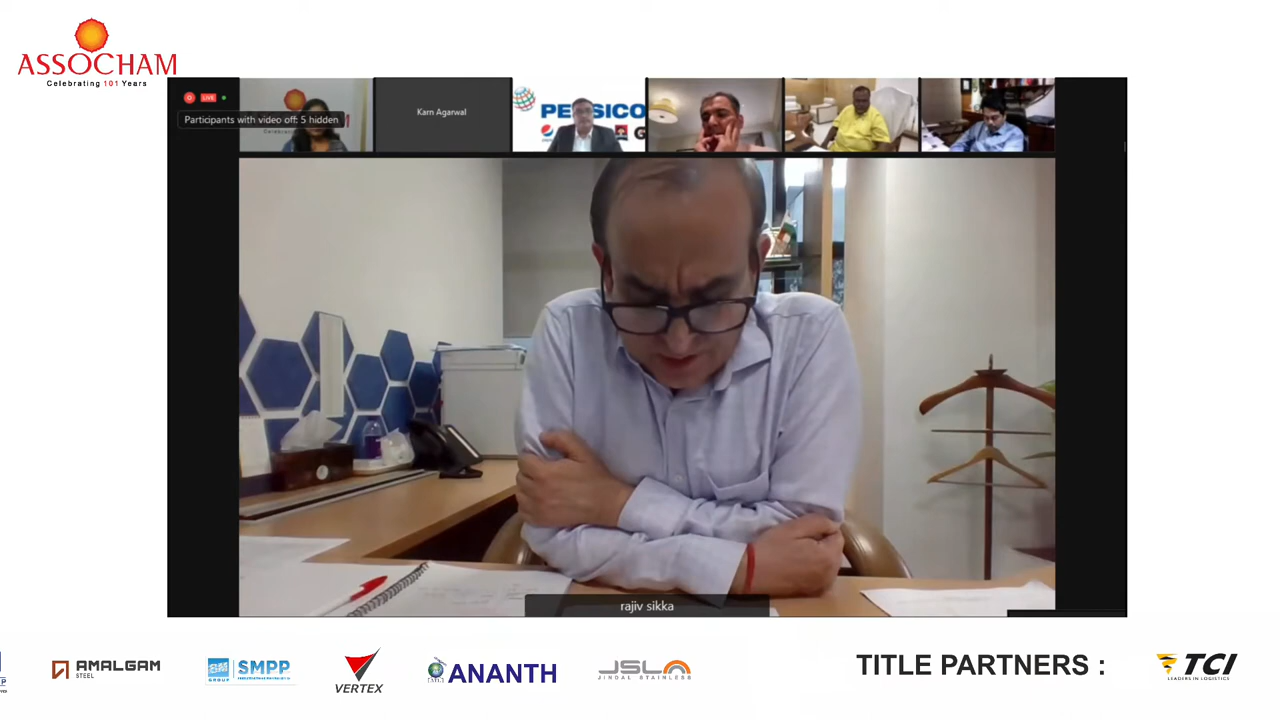 ASSOCHAM
Celebrating 101 Years
LIVE
Participants with video off: 5 hidden
Karn Agarwal
PEPSICO
rajiv sikka
AMALGAM
STEEL
SMPP
GROUP
VERTEX
ANANTH
JSL
JINDAL STAINLESS
TITLE PARTNERS :
TCI
LEADERS IN LOGISTICS